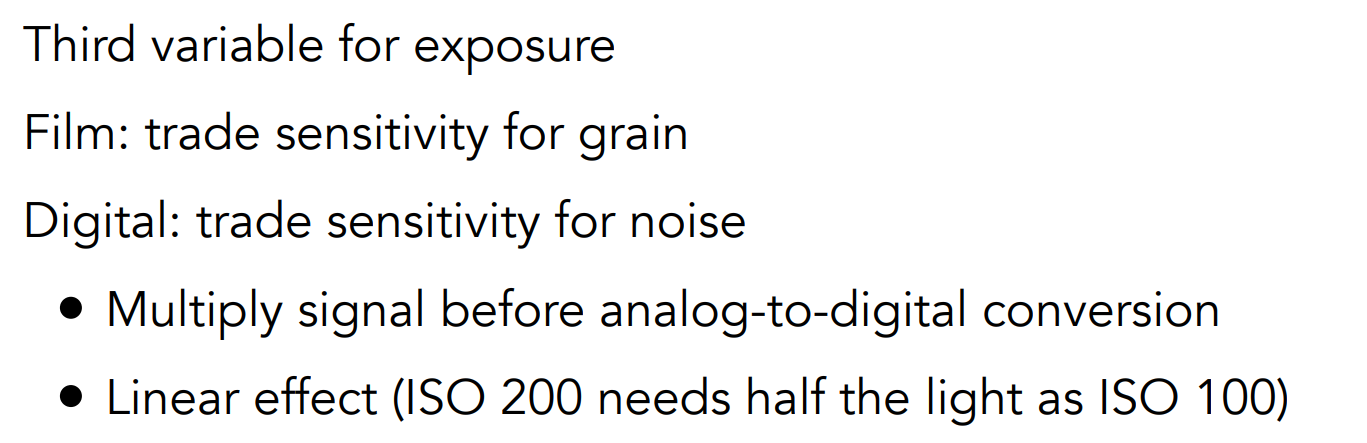 Third variable for exposure
Film: trade sensitivity for grain
Digital: trade sensitivity for noise
• Multiply signal before analog-to-digital conversion
• Linear effect (ISO 200 needs half the light as ISO 100)